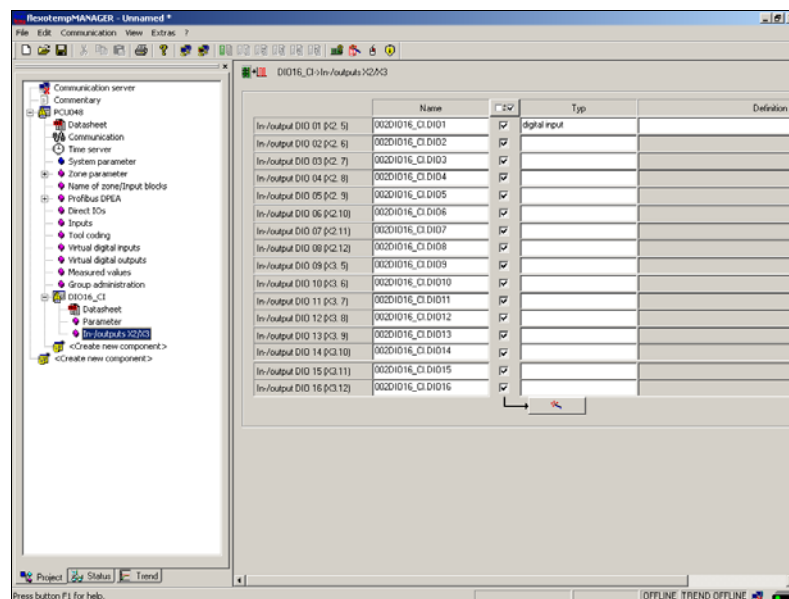 flexotempMANAGER - Unnamed *
File Edit Communication View Extras ?
DIO16_CI->In-/outputs X2/X3
Communication server
Commentary
PCU048
Datasheet
Communication
Time server
System parameter
Zone parameter
Name of zone/Input blocks
Profibus DPEA
Direct IOs
Inputs
Tool coding
Virtual digital inputs
Virtual digital outputs
Measured values
Group administration
DIO16_CI
Datasheet
Parameter
In-/outputs X2/X3
<Create new component>
<Create new component>
Name Typ Definition
In-/output DIO 01 (X2. 5) 002DIO16_CI.DIO1 digital input
In-/output DIO 02 (X2. 6) 002DIO16_CI.DIO2
In-/output DIO 03 (X2. 7) 002DIO16_CI.DIO3
In-/output DIO 04 (X2. 8) 002DIO16_CI.DIO4
In-/output DIO 05 (X2. 9) 002DIO16_CI.DIO5
In-/output DIO 06 (X2.10) 002DIO16_CI.DIO6
In-/output DIO 07 (X2.11) 002DIO16_CI.DIO7
In-/output DIO 08 (X2.12) 002DIO16_CI.DIO8
In-/output DIO 09 (X3. 5) 002DIO16_CI.DIO9
In-/output DIO 10 (X3. 6) 002DIO16_CI.DIO10
In-/output DIO 11 (X3. 7) 002DIO16_CI.DIO11
In-/output DIO 12 (X3. 8) 002DIO16_CI.DIO12
In-/output DIO 13 (X3. 9) 002DIO16_CI.DIO13
In-/output DIO 14 (X3.10) 002DIO16_CI.DIO14
In-/output DIO 15 (X3.11) 002DIO16_CI.DIO15
In-/output DIO 16 (X3.12) 002DIO16_CI.DIO16
Project Status Trend
Press button F1 for help.
OFFLINE TREND OFFLINE